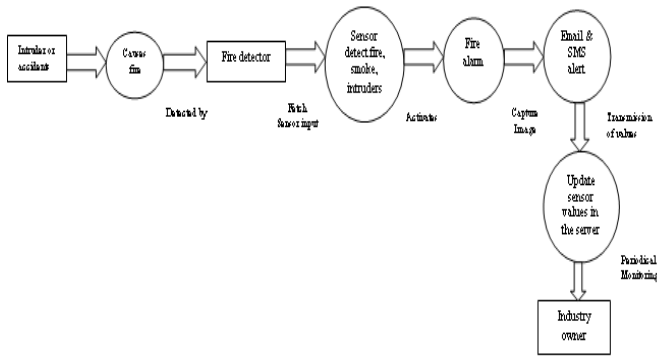 Intruder or
accidents
Causes
fire
Fire detector
Sensor
detect fire,
smoke,
intruders
Fire
alarm
Email &
SMS
alert
Detected by
Fetch
Sensor input
Activates
Capture
Image
Transmission
of values
Update
sensor
values in
the server
Periodical
Monitoring
Industry
owner